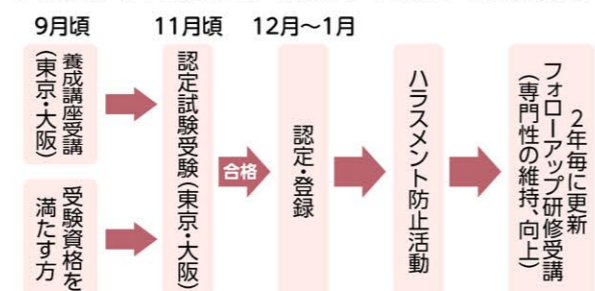 9月頃
11月頃
12月〜1月
養成講座受講
(東京・大阪)
受験資格を
満たす方
認定試験受験(東京・大阪)
合格
認定・登録
ハラスメント防止活動
2年毎に更新
フォローアップ研修受講
(専門性の維持、向上)